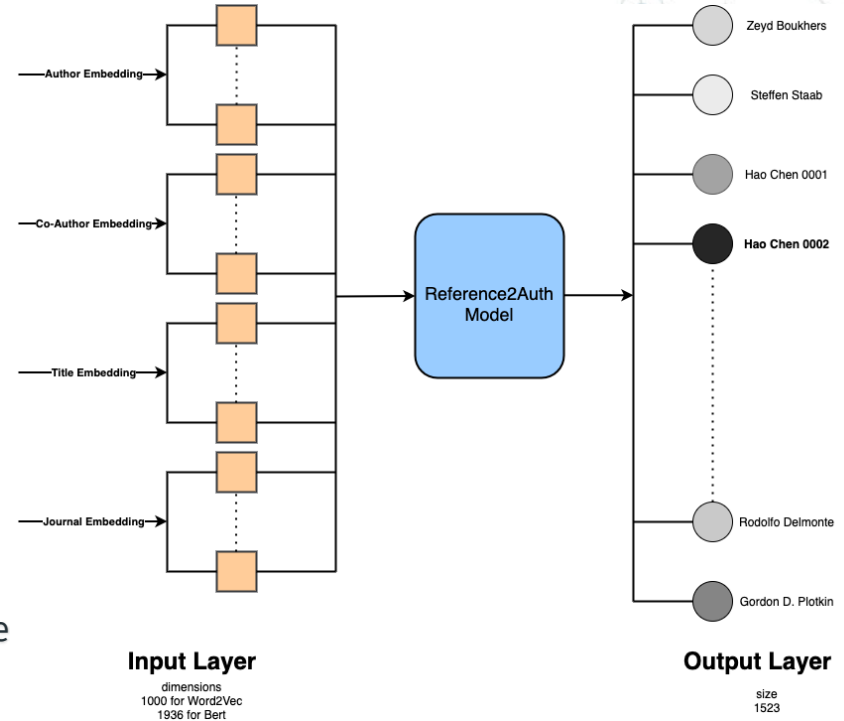 Author Embedding
Co-Author Embedding
Title Embedding
Journal Embedding
Reference2Auth
Model
Zeyd Boukhers
Steffen Staab
Hao Chen 0001
Hao Chen 0002
Rodolfo Delmonte
Gordon D. Plotkin
e
Input Layer
dimensions
1000 for Word2Vec
1936 for Bert
Output Layer
size
1523